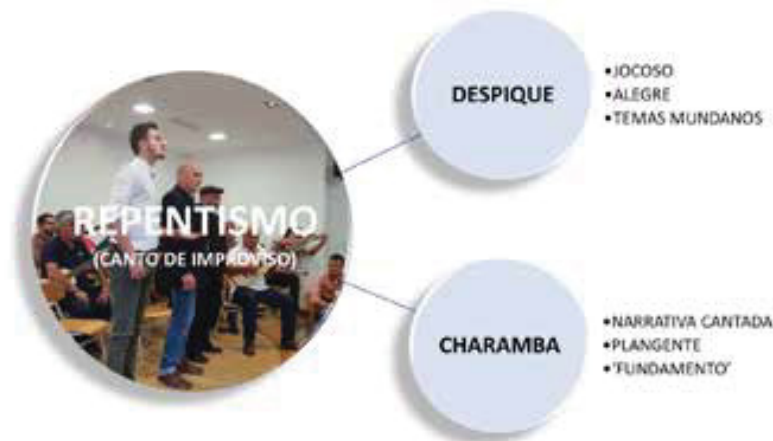 REPENTISMO
(CANTO DE IMPROVISO)
DESPIQUE
•JOCOSO
•ALEGRE
•TEMAS MUNDANOS
CHARAMBA
•NARRATIVA CANTADA
•PLANGENTE
•'FUNDAMENTO'